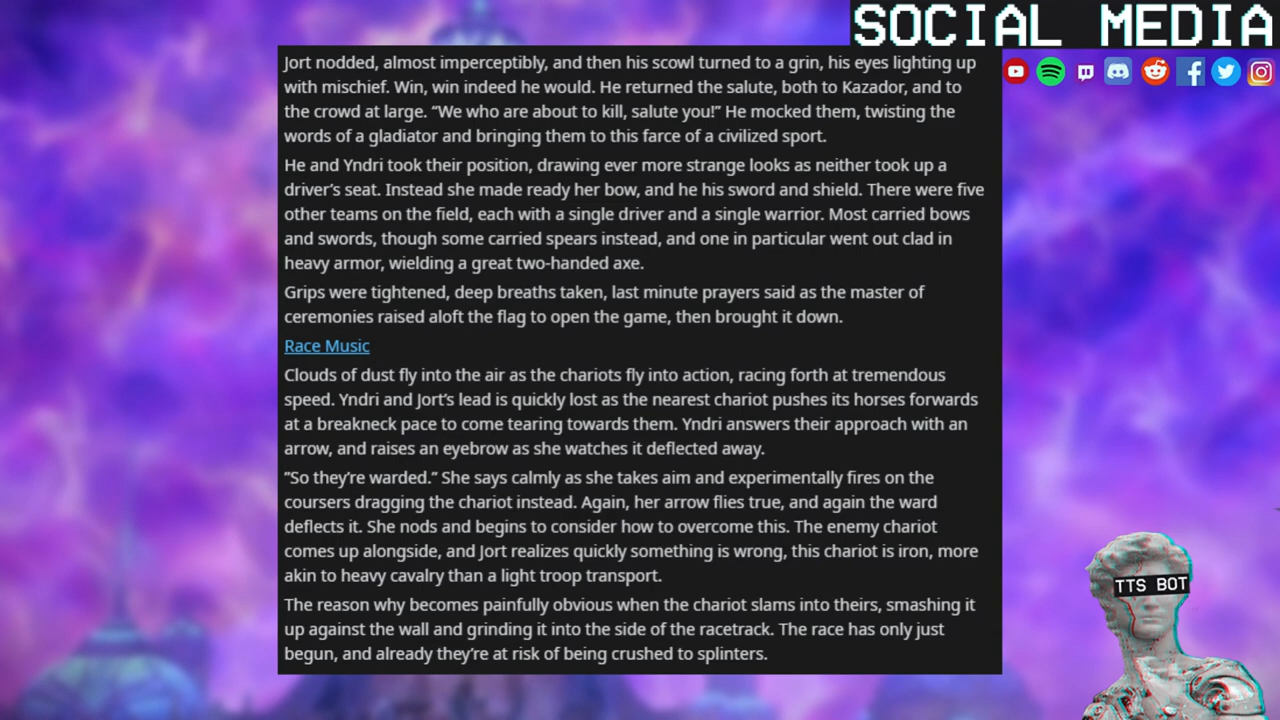 SOCIAL MEDIA
Jort nodded, almost imperceptibly, and then his scowl turned to a grin, his eyes lighting up
with mischief. Win, win indeed he would. He returned the salute, both to Kazador, and to
the crowd at large. “We who are about to kill, salute you!” He mocked them, twisting the
words of a gladiator and bringing them to this farce of a civilized sport.
He and Yndri took their position, drawing ever more strange looks as neither took up a
driver’s seat. Instead she made ready her bow, and he his sword and shield. There were five
other teams on the field, each with a single driver and a single warrior. Most carried bows
and swords, though some carried spears instead, and one in particular went out clad in
heavy armor, wielding a great two-handed axe.
Grips were tightened, deep breaths taken, last minute prayers said as the master of
ceremonies raised aloft the flag to open the game, then brought it down.
Race Music
Clouds of dust fly into the air as the chariots fly into action, racing forth at tremendous
speed. Yndri and Jort’s lead is quickly lost as the nearest chariot pushes its horses forwards
at a breakneck pace to come tearing towards them. Yndri answers their approach with an
arrow, and raises an eyebrow as she watches it deflected away.
“So they’re warded.” She says calmly as she takes aim and experimentally fires on the
coursers dragging the chariot instead. Again, her arrow flies true, and again the ward
deflects it. She nods and begins to consider how to overcome this. The enemy chariot
comes up alongside, and Jort realizes quickly something is wrong, this chariot is iron, more
akin to heavy cavalry than a light troop transport.
The reason why becomes painfully obvious when the chariot slams into theirs, smashing it
up against the wall and grinding it into the side of the racetrack. The race has only just
begun, and already they’re at risk of being crushed to splinters.
TTS BOT